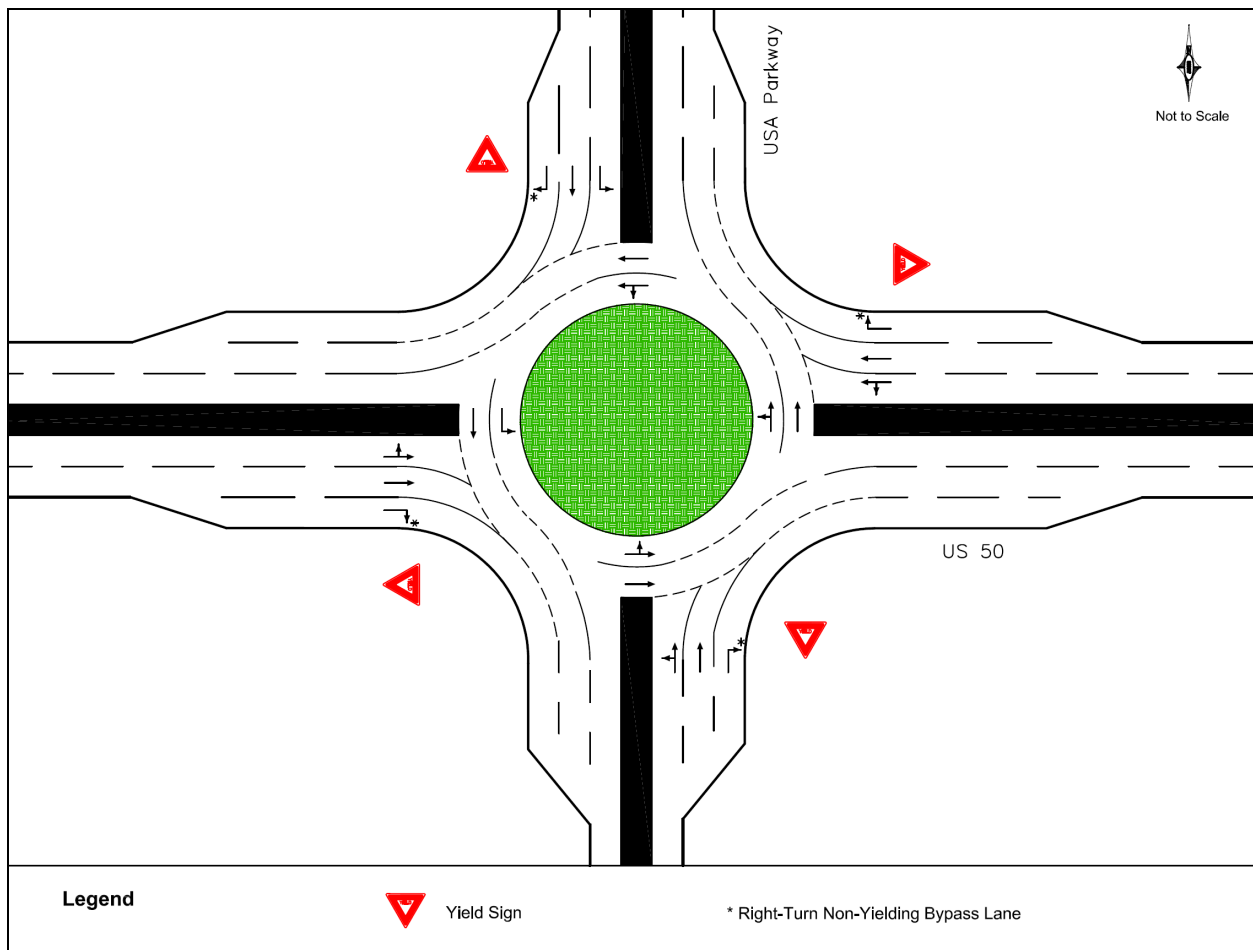 USA Parkway
Not to Scale
*
*
US 50
*
*
Legend
Yield Sign
* Right-Turn Non-Yielding Bypass Lane